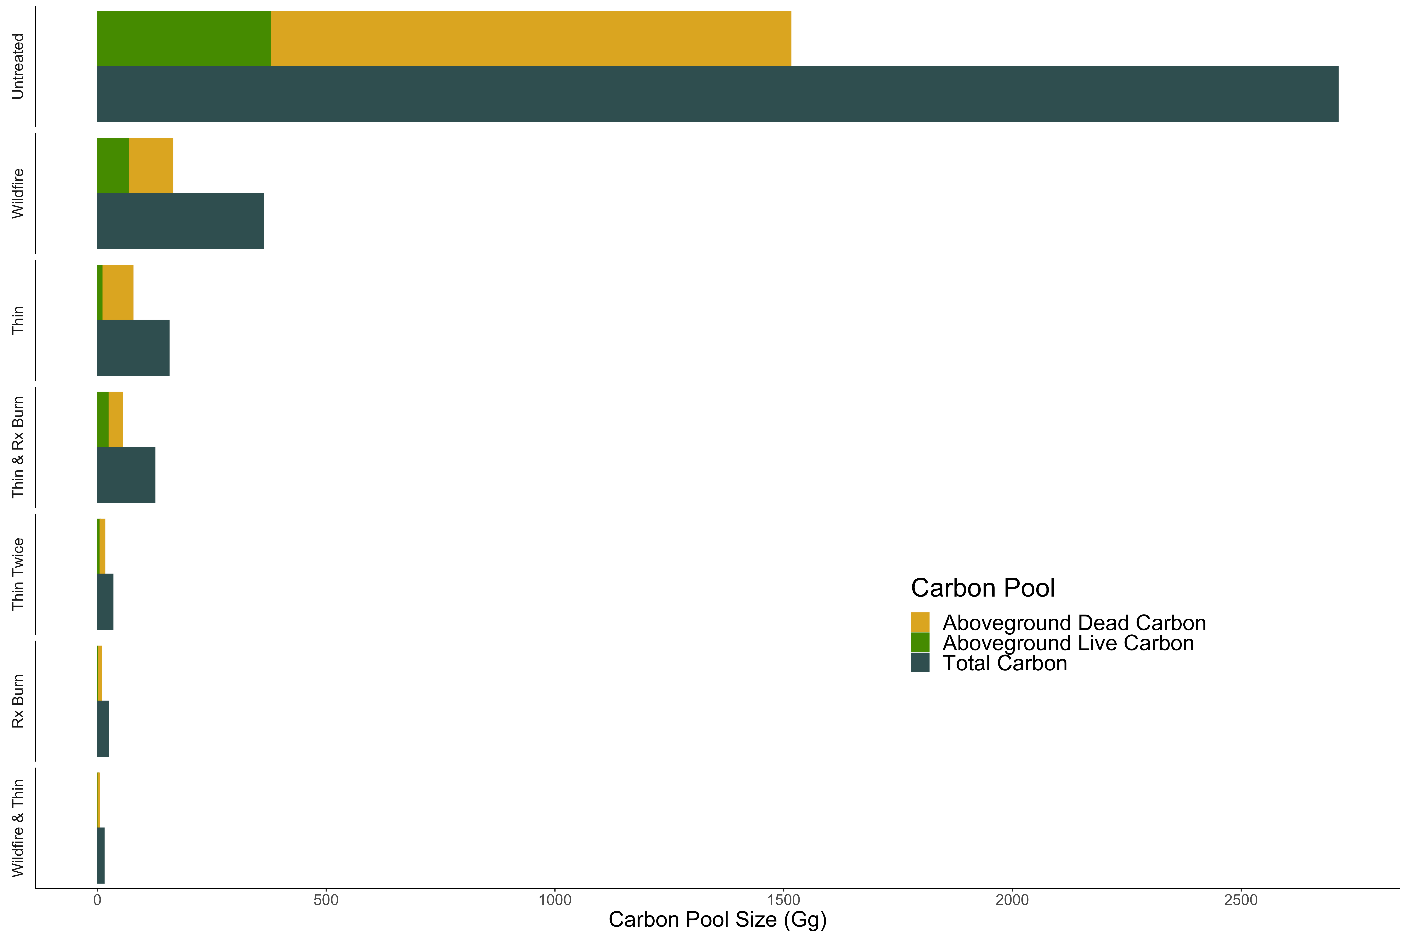 Untreated
Wildfire
Thin
Thin & Rx Burn
Thin Twice
Rx Burn
Wildfire & Thin
Carbon Pool
Aboveground Dead Carbon
Aboveground Live Carbon
Total Carbon
0 500 1000 1500 2000 2500
Carbon Pool Size (Gg)